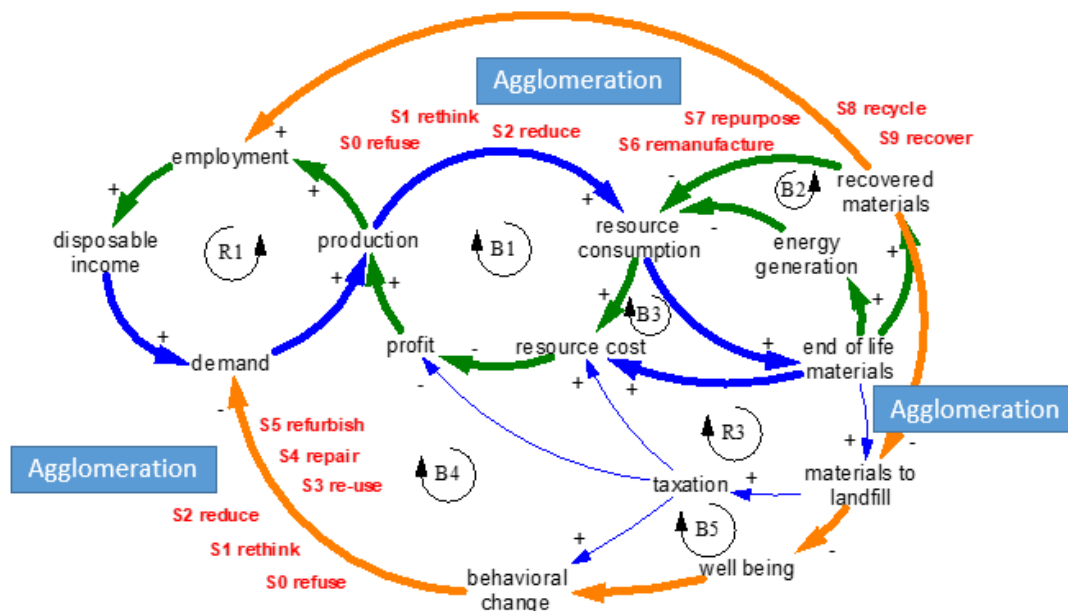 Agglomeration
S8 recycle
S7 repurpose
S1 rethink
S9 recover
S0 refuse
S2 reduce
S6 remanufacture
+
employment
-
+
+
B2
recovered
materials
+
resource
consumption
-
disposable
income
R1
production
B1
energy
generation
+
+
+
+
+
B3
+
-
+
demand
profit
resource cost
end of life
materials
-
-
+
+
Agglomeration
-
S5 refurbish
R3
+
Agglomeration
S4 repair
B4
S3 re-use
taxation
+
materials to
landfill
S2 reduce
B5
-
S1 rethink
+
well being
S0 refuse
behavioral
change